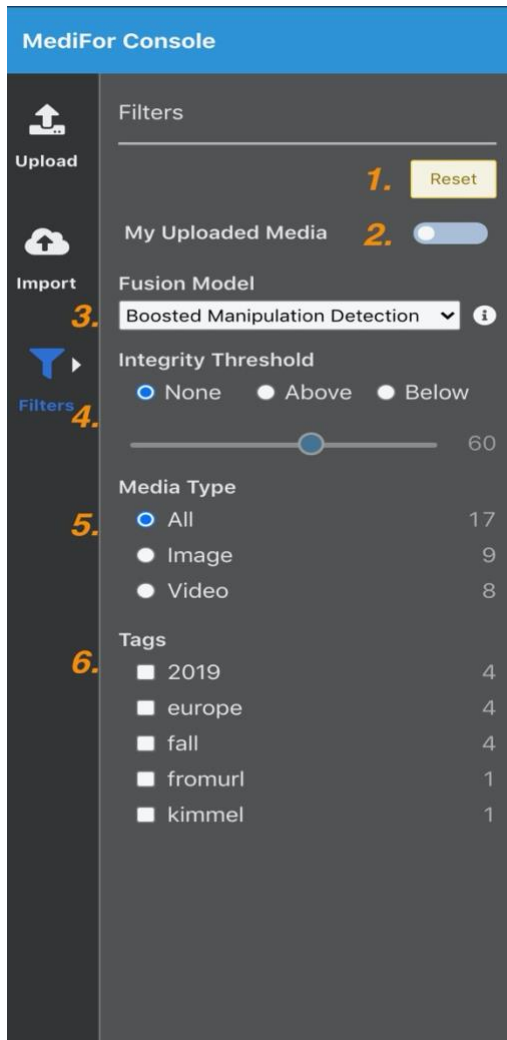 MediFor Console
Upload
Import
Filters
Filters
1. Reset
My Uploaded Media 2.
3. Fusion Model
Boosted Manipulation Detection i
4. Integrity Threshold
None Above Below
60
5. Media Type
All 17
Image 9
Video 8
6. Tags
2019 4
europe 4
fall 4
fromurl 1
kimmel 1